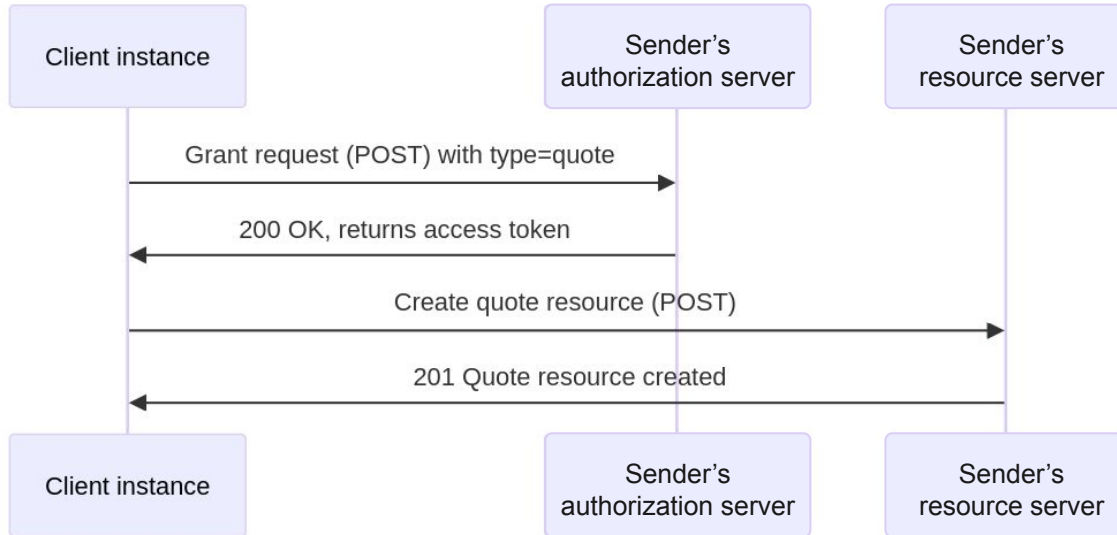 Client instance
Sender’s
authorization server
Sender’s
resource server
Grant request (POST) with type=quote
200 OK, returns access token
Create quote resource (POST)
201 Quote resource created
Client instance
Sender’s
authorization server
Sender’s
resource server